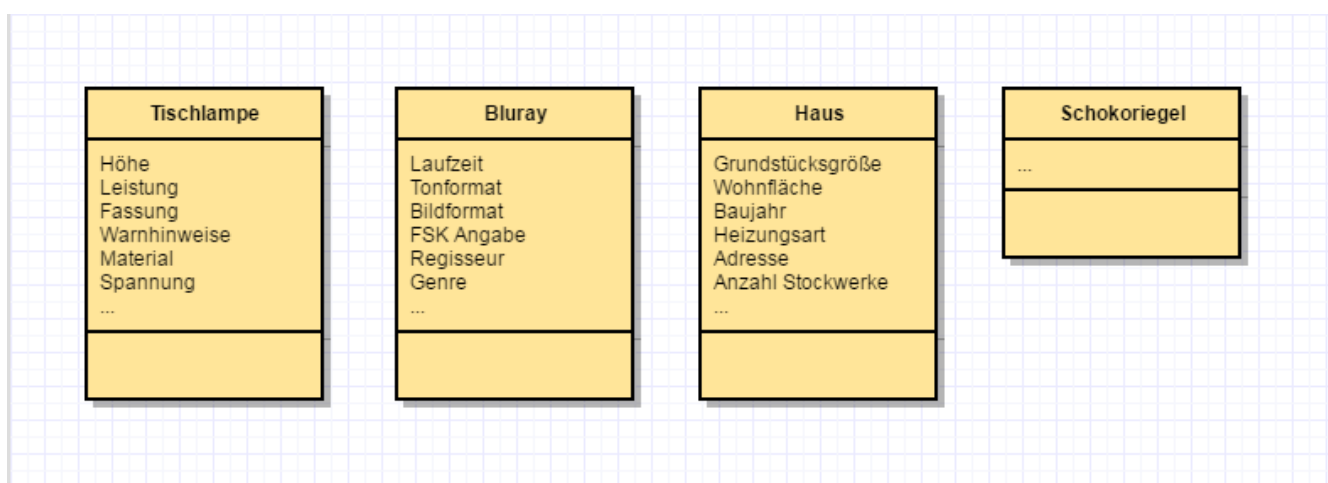 Tischlampe
Höhe
Leistung
Fassung
Warnhinweise
Material
Spannung
...
Bluray
Laufzeit
Tonformat
Bildformat
FSK Angabe
Regisseur
Genre
...
Haus
Grundstücksgröße
Wohnfläche
Baujahr
Heizungsart
Adresse
Anzahl Stockwerke
...
Schokoriegel
...